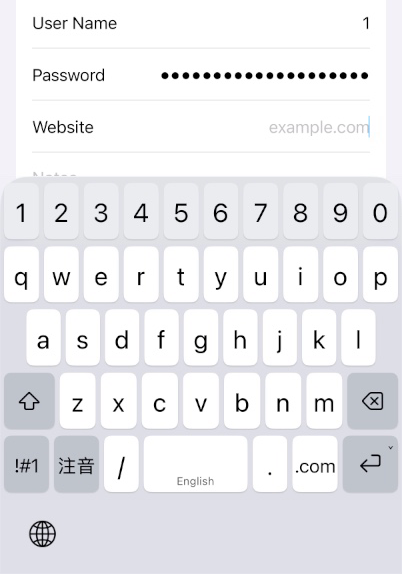 User Name 1
Password ●●●●●●●●●●●●●●●●●●●●
Website example.com
Notes
1 2 3 4 5 6 7 8 9 0
q w e r t y u i o p
a s d f g h j k l
z x c v b n m
!#1 注音 / English . .com